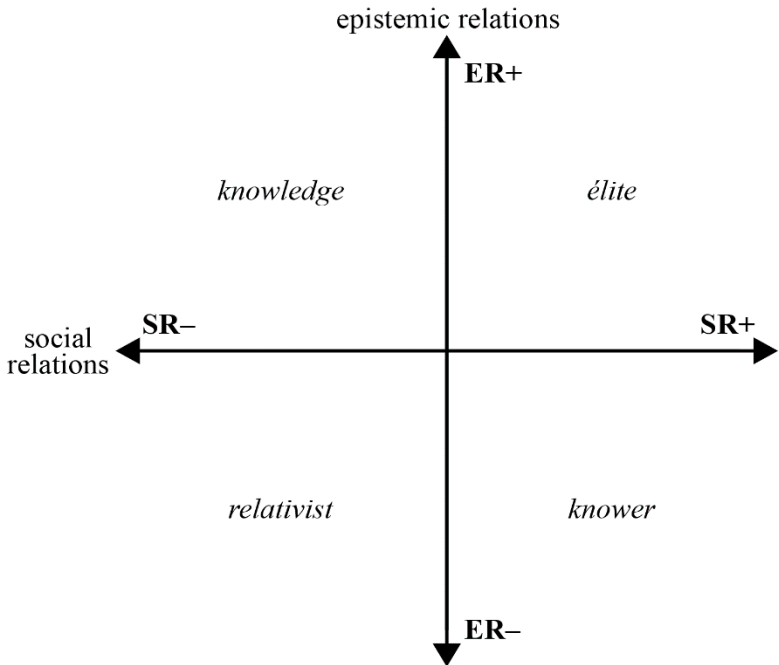 epistemic relations
ER+
knowledge
élite
SR–
SR+
social
relations
relativist
knower
ER–